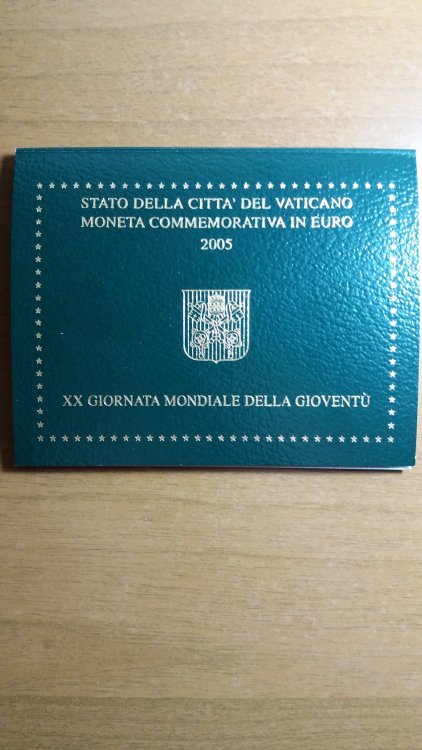 STATO DELLA CITTA' DEL VATICANO
MONETA COMMEMORATIVA IN EURO
2005
XX GIORNATA MONDIALE DELLA GIOVENTÙ